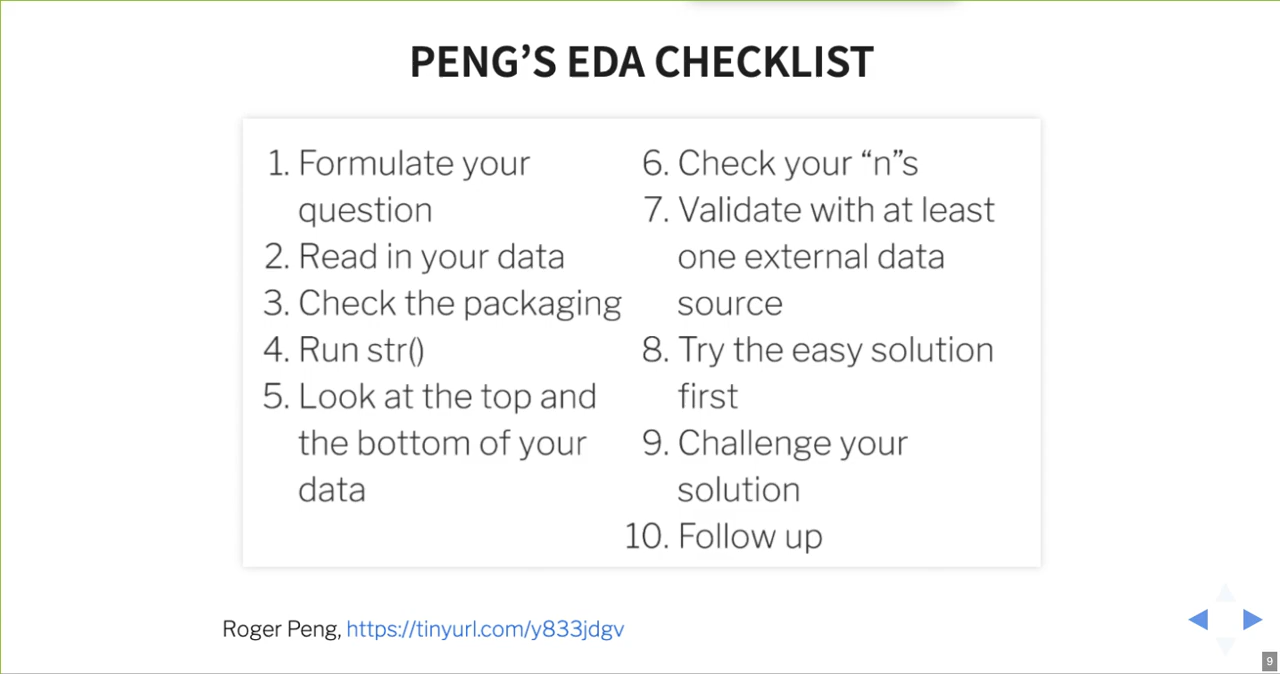 PENG’S EDA CHECKLIST
1. Formulate your
question
2. Read in your data
3. Check the packaging
4. Run str()
5. Look at the top and
the bottom of your
data
6. Check your “n”s
7. Validate with at least
one external data
source
8. Try the easy solution
first
9. Challenge your
solution
10. Follow up
Roger Peng, https://tinyurl.com/y833jdgv
9